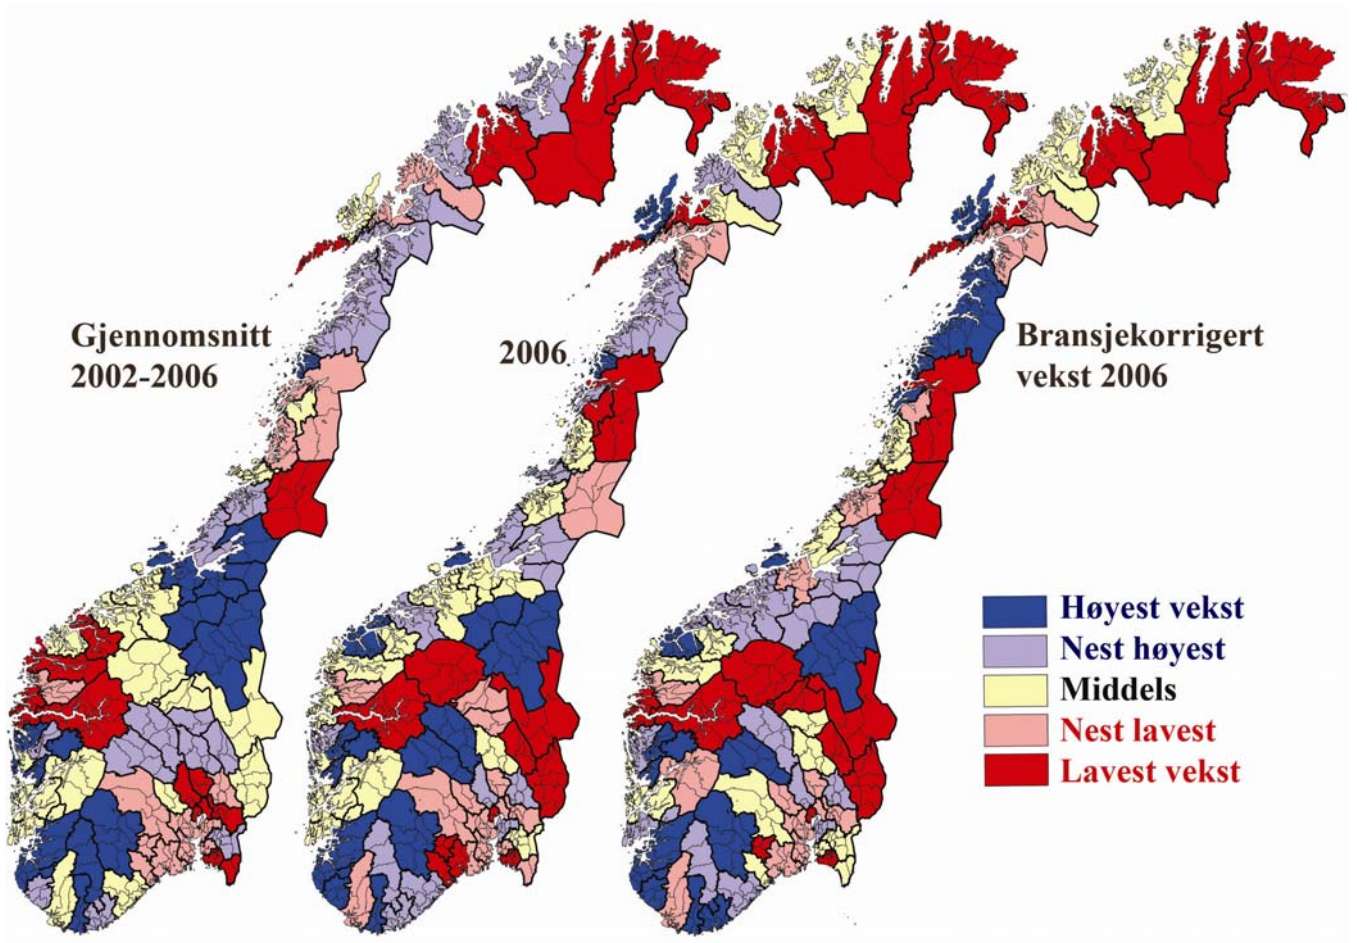 Gjennomsnitt
2002-2006
2006
Bransjekorrigert
vekst 2006
Høyest vekst
Nest høyest
Middels
Nest lavest
Lavest vekst